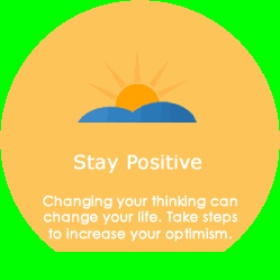 Stay Positive
Changing your thinking can
change your life. Take steps
to increase your optimism.